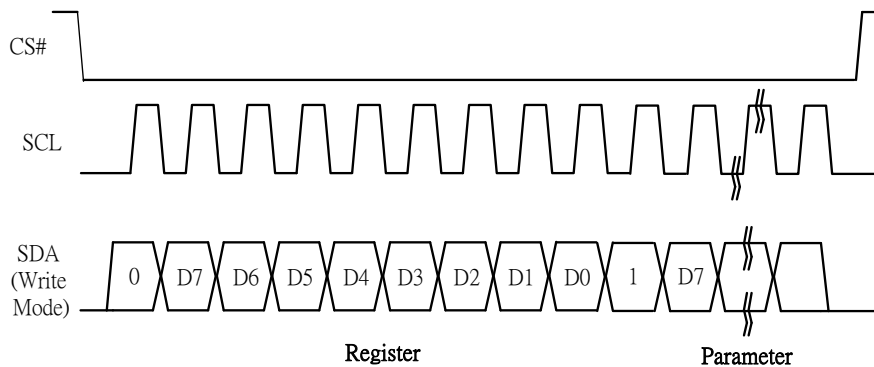 CS#
SCL
SDA
(Write
Mode)
0 D7 D6 D5 D4 D3 D2 D1 D0 1 D7
Register Parameter